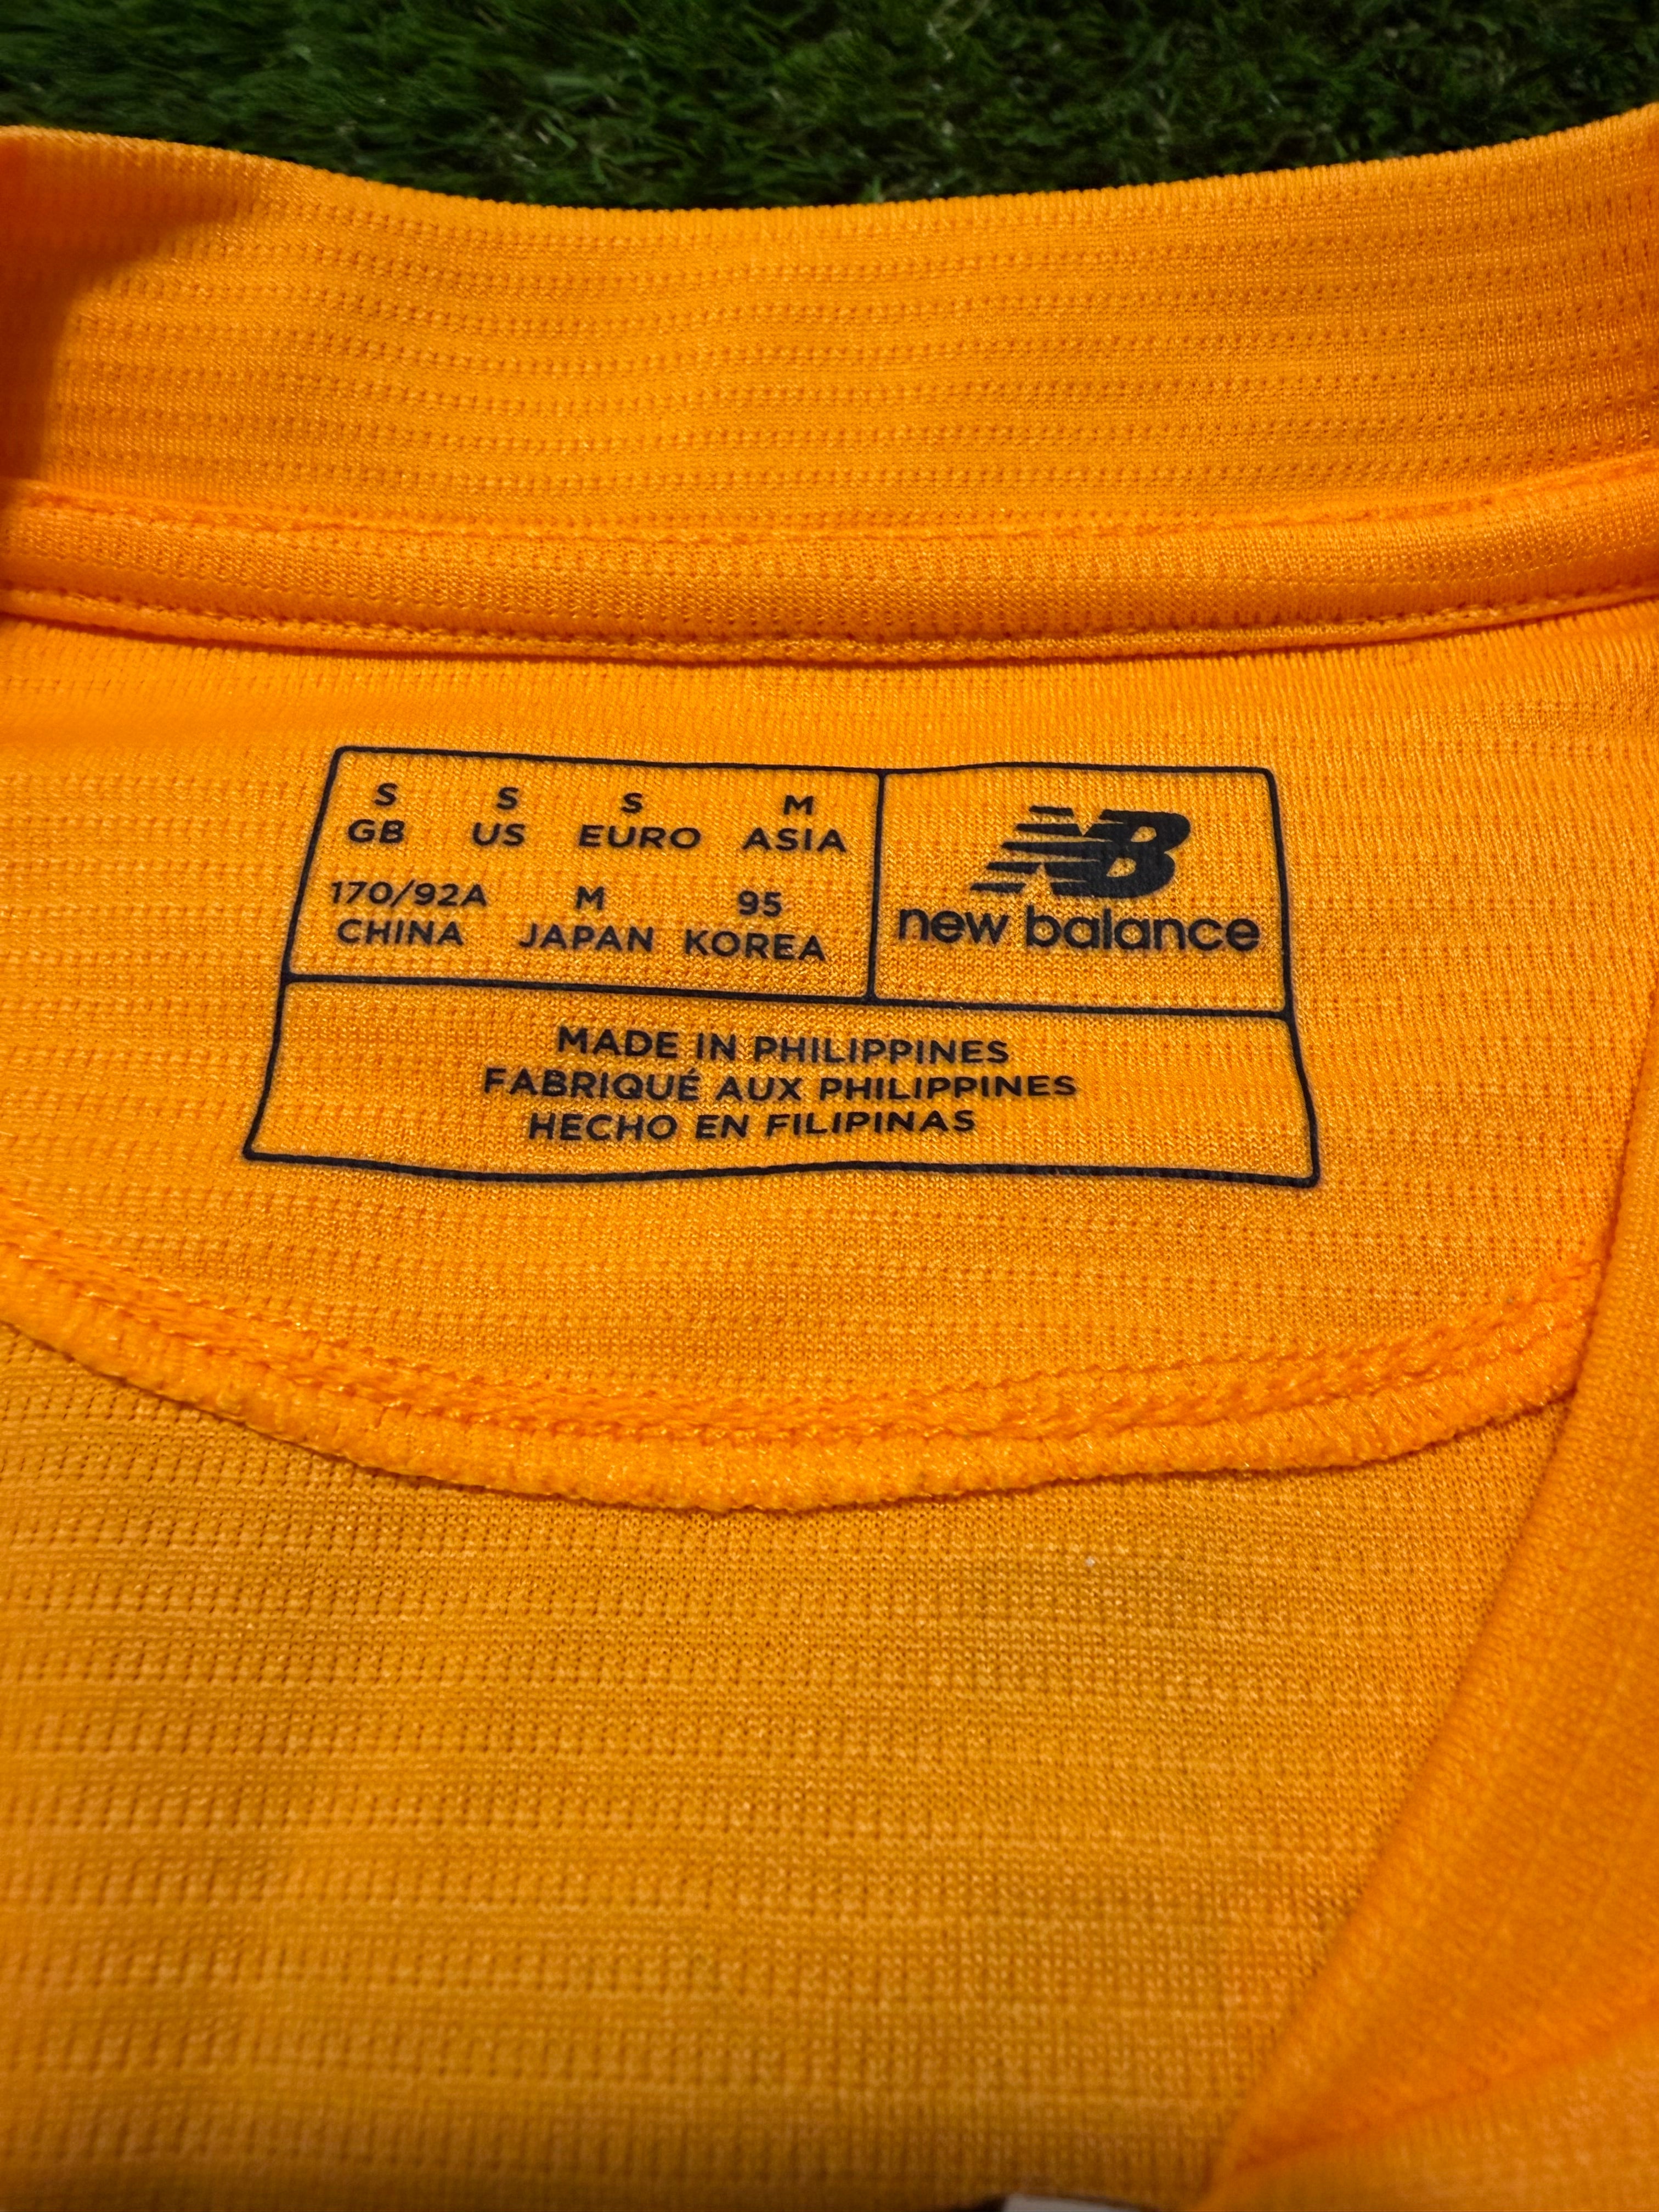 S S S M
GB US EURO ASIA
170/92A M 95
CHINA JAPAN KOREA
NB
new balance
MADE IN PHILIPPINES
FABRIQUÉ AUX PHILIPPINES
HECHO EN FILIPINAS